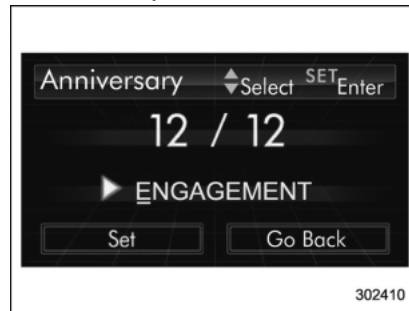 Anniversary Select SET Enter
12 / 12
ENGAGEMENT
Set Go Back
302410